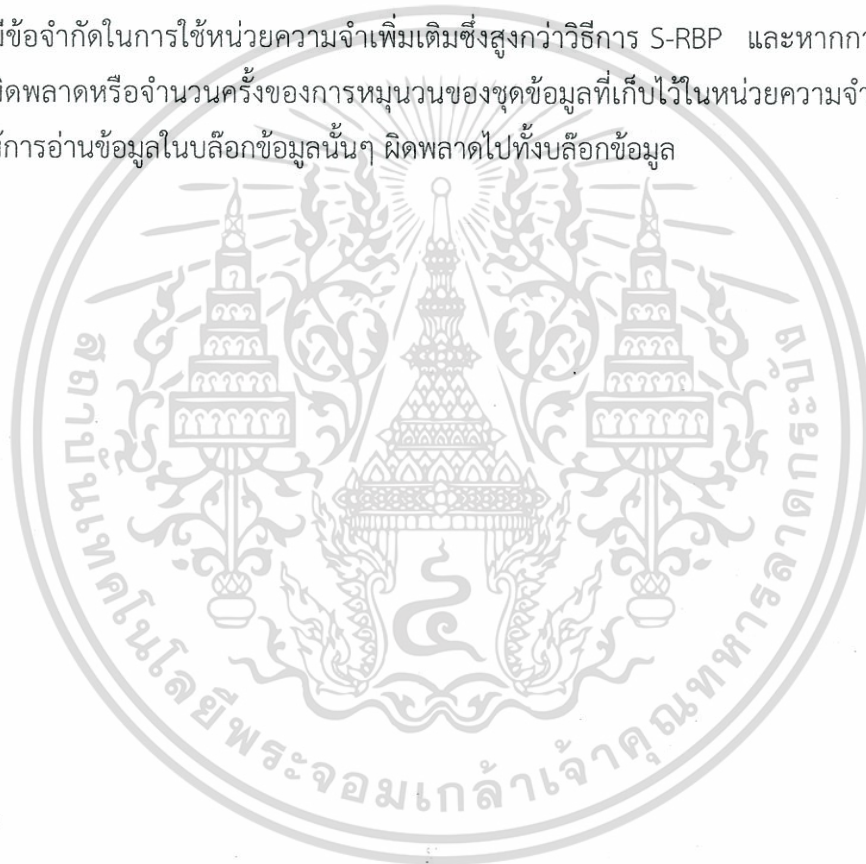 มีข้อจำกัดในการใช้หน่วยความจำเพิ่มเติมซึ่งสูงกว่าวิธีการ S-RBP และหากกา
ผิดพลาดหรือจำนวนครั้งของการหมุนวนของชุดข้อมูลที่เก็บไว้ในหน่วยความจำ
ห้การอ่านข้อมูลในบล๊อกข้อมูลนั้นๆ ผิดพลาดไปทั้งบล๊อกข้อมูล
สถาบันเทคโนโลยีพระจอมเกล้าเจ้าคุณทหารลาดกระบัง
๔